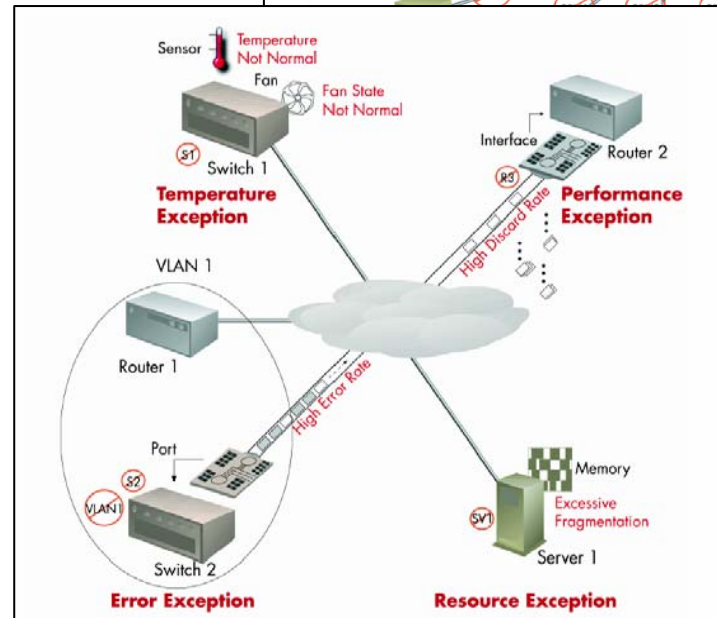 Sensor
Temperature
Not Normal
Fan
Fan State
Not Normal
S1
Switch 1
Temperature
Exception
Interface
Router 2
R3
Performance
Exception
High Discard Rate
VLAN 1
Router 1
High Error Rate
Port
S2
VLAN1
Switch 2
Error Exception
Memory
Excessive
Fragmentation
SV1
Server 1
Resource Exception